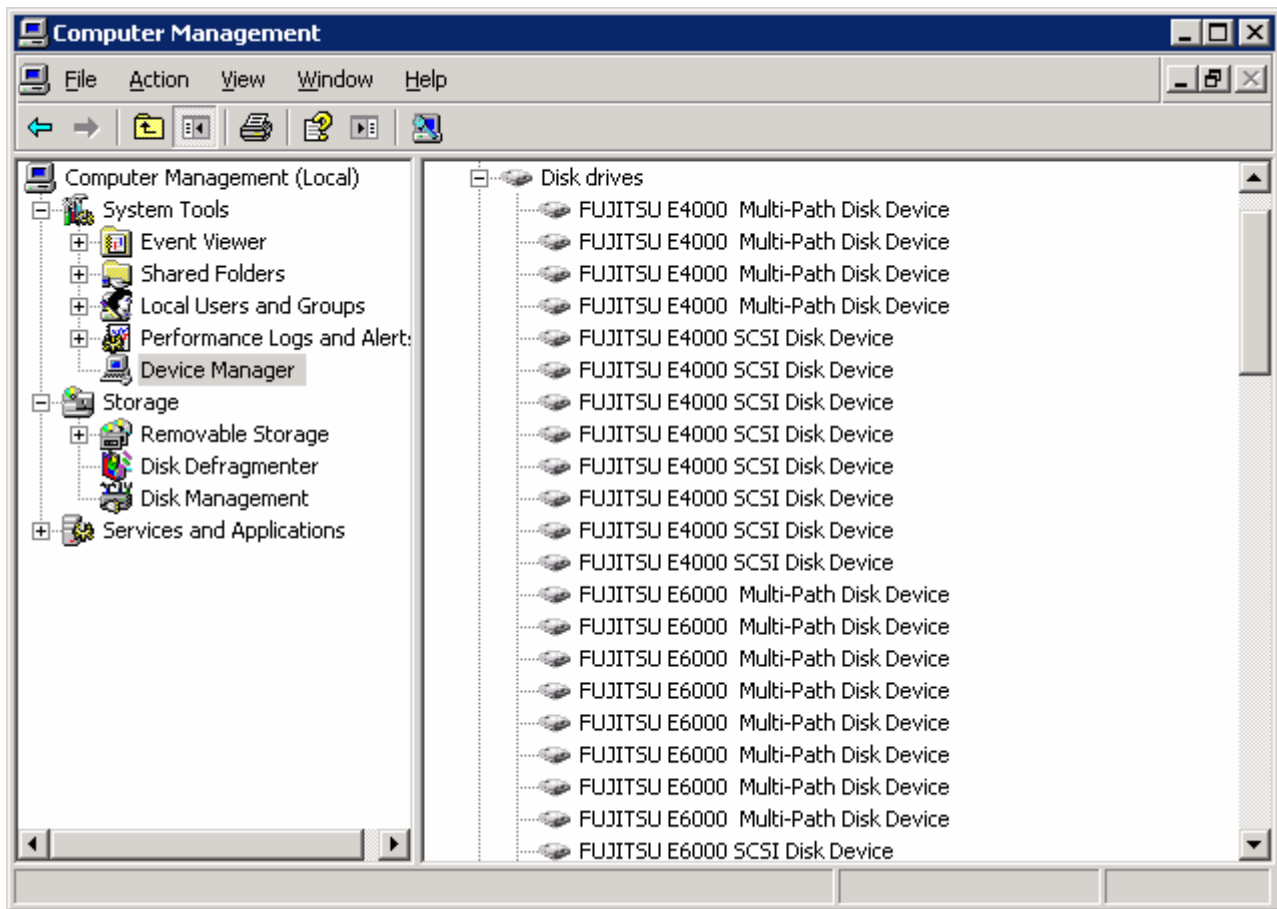 Computer Management
File Action View Window Help
Computer Management (Local)
System Tools
Event Viewer
Shared Folders
Local Users and Groups
Performance Logs and Alert
Device Manager
Storage
Removable Storage
Disk Defragmenter
Disk Management
Services and Applications
Disk drives
FUJITSU E4000 Multi-Path Disk Device
FUJITSU E4000 Multi-Path Disk Device
FUJITSU E4000 Multi-Path Disk Device
FUJITSU E4000 Multi-Path Disk Device
FUJITSU E4000 SCSI Disk Device
FUJITSU E4000 SCSI Disk Device
FUJITSU E4000 SCSI Disk Device
FUJITSU E4000 SCSI Disk Device
FUJITSU E4000 SCSI Disk Device
FUJITSU E4000 SCSI Disk Device
FUJITSU E4000 SCSI Disk Device
FUJITSU E4000 SCSI Disk Device
FUJITSU E6000 Multi-Path Disk Device
FUJITSU E6000 Multi-Path Disk Device
FUJITSU E6000 Multi-Path Disk Device
FUJITSU E6000 Multi-Path Disk Device
FUJITSU E6000 Multi-Path Disk Device
FUJITSU E6000 Multi-Path Disk Device
FUJITSU E6000 Multi-Path Disk Device
FUJITSU E6000 Multi-Path Disk Device
FUJITSU E6000 SCSI Disk Device